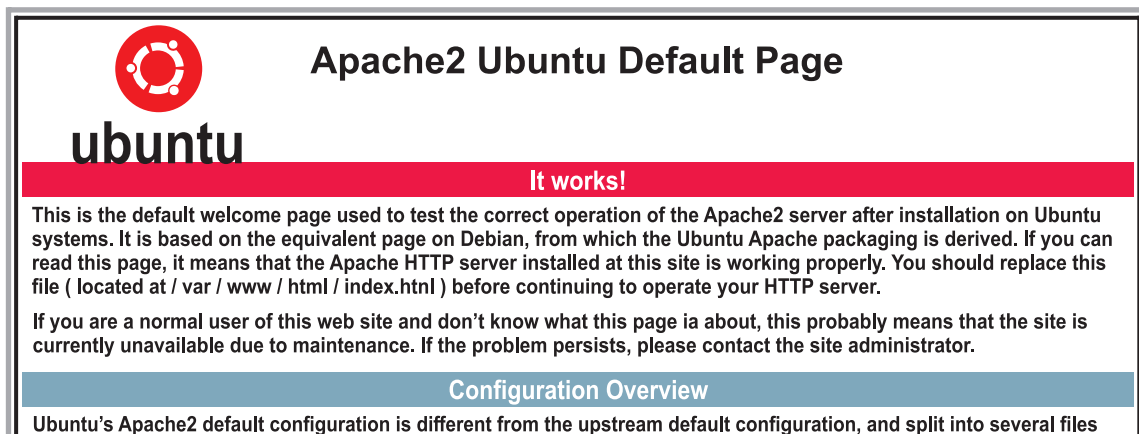 Apache2 Ubuntu Default Page
ubuntu
It works!
This is the default welcome page used to test the correct operation of the Apache2 server after installation on Ubuntu
systems. It is based on the equivalent page on Debian, from which the Ubuntu Apache packaging is derived. If you can
read this page, it means that the Apache HTTP server installed at this site is working properly. You should replace this
file ( located at / var / www / html / index.htnl ) before continuing to operate your HTTP server.
If you are a normal user of this web site and don’t know what this page ia about, this probably means that the site is
currently unavailable due to maintenance. If the problem persists, please contact the site administrator.
Configuration Overview
Ubuntu’s Apache2 default configuration is different from the upstream default configuration, and split into several files